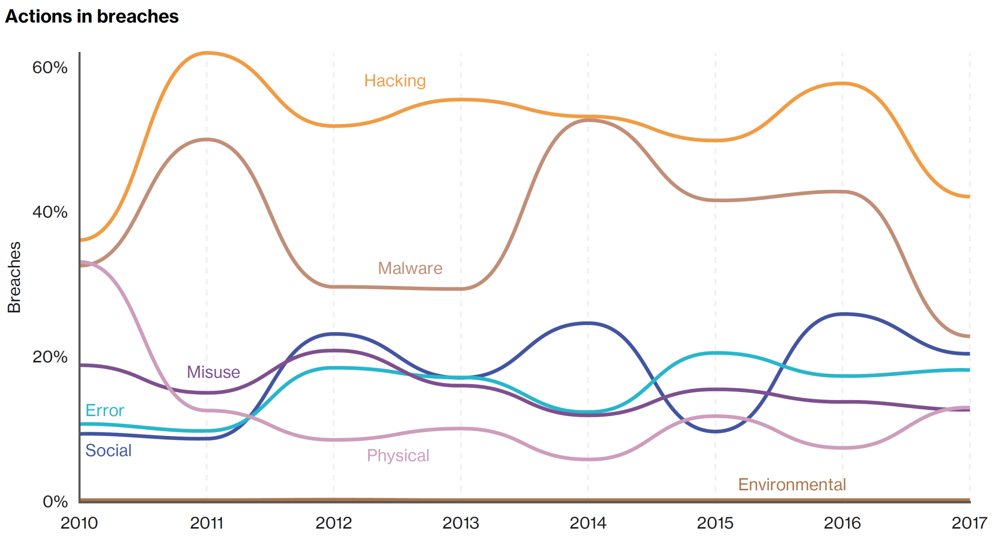 Actions in breaches
60%
Hacking
40%
Breaches
Malware
20%
Misuse
Error
Social
Physical
Environmental
0%
2010 2011 2012 2013 2014 2015 2016 2017